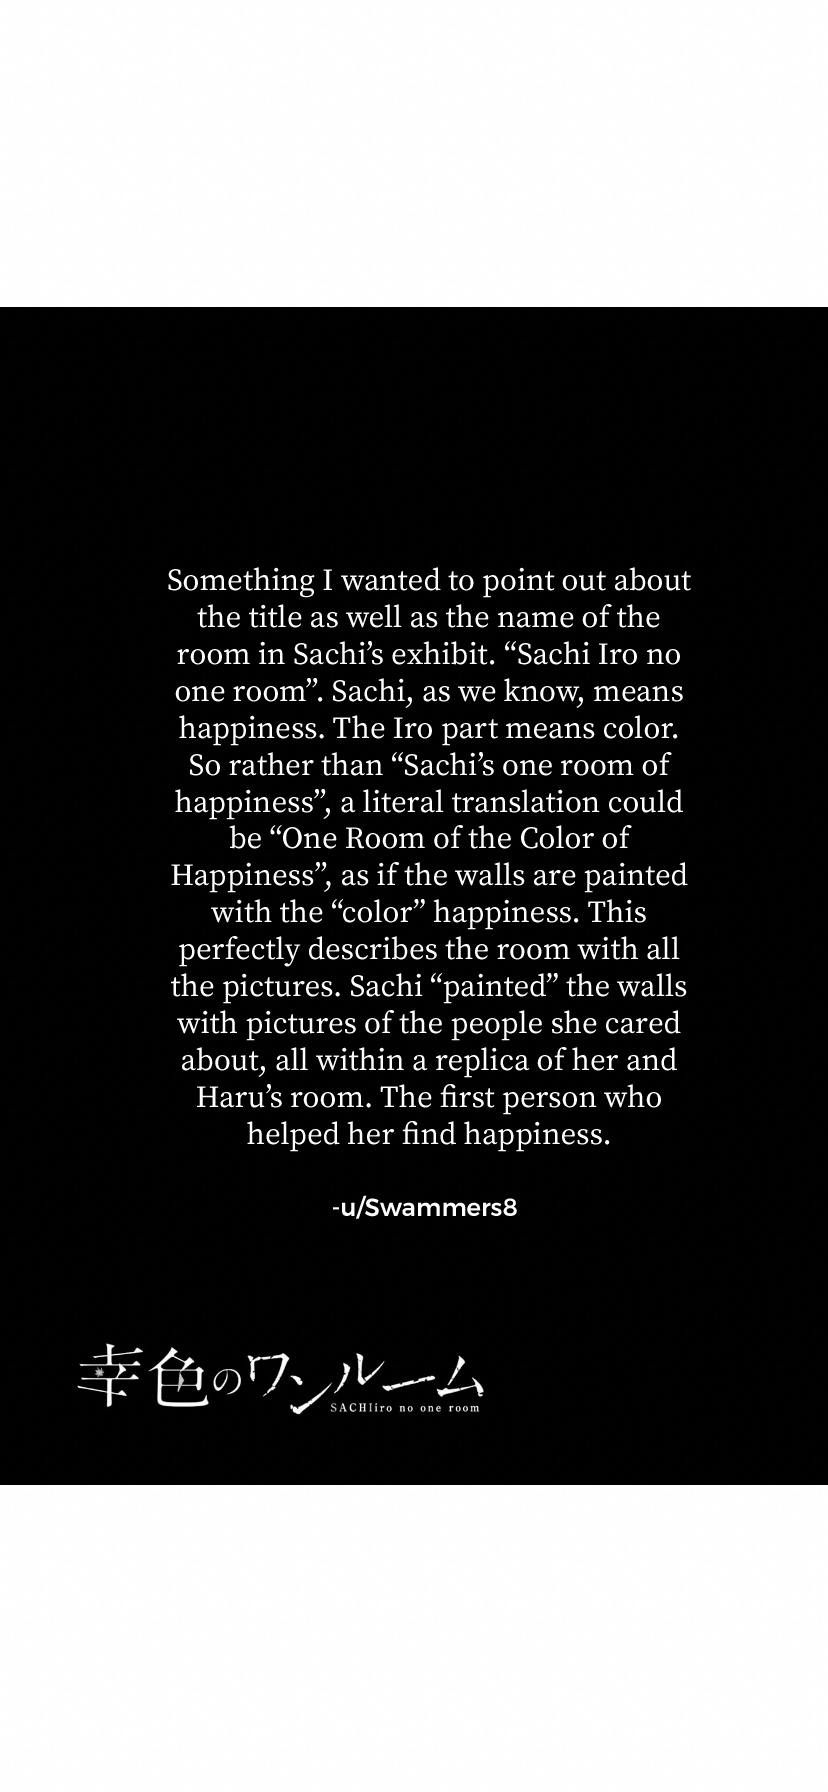 Something I wanted to point out about
the title as well as the name of the
room in Sachi’s exhibit. “Sachi Iro no
one room”. Sachi, as we know, means
happiness. The Iro part means color.
So rather than “Sachi’s one room of
happiness”, a literal translation could
be “One Room of the Color of
Happiness”, as if the walls are painted
with the “color” happiness. This
perfectly describes the room with all
the pictures. Sachi “painted” the walls
with pictures of the people she cared
about, all within a replica of her and
Haru’s room. The first person who
helped her find happiness.
-u/Swammers8
幸色のワンルーム
SACHIiro no one room